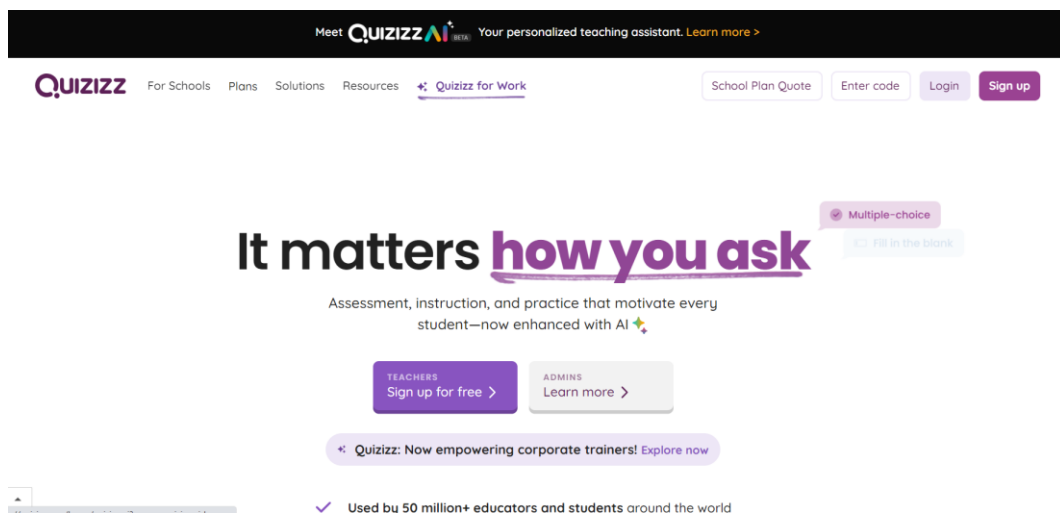 Meet QUIZIZZ AI BETA Your personalized teaching assistant. Learn more >
QUIZIZZ For Schools Plans Solutions Resources Quizizz for Work School Plan Quote Enter code Login Sign up
Multiple-choice
Fill in the blank
It matters how you ask
Assessment, instruction, and practice that motivate every
student—now enhanced with AI
TEACHERS
Sign up for free >
ADMINS
Learn more >
Quizizz: Now empowering corporate trainers! Explore now
Used by 50 million+ educators and students around the world